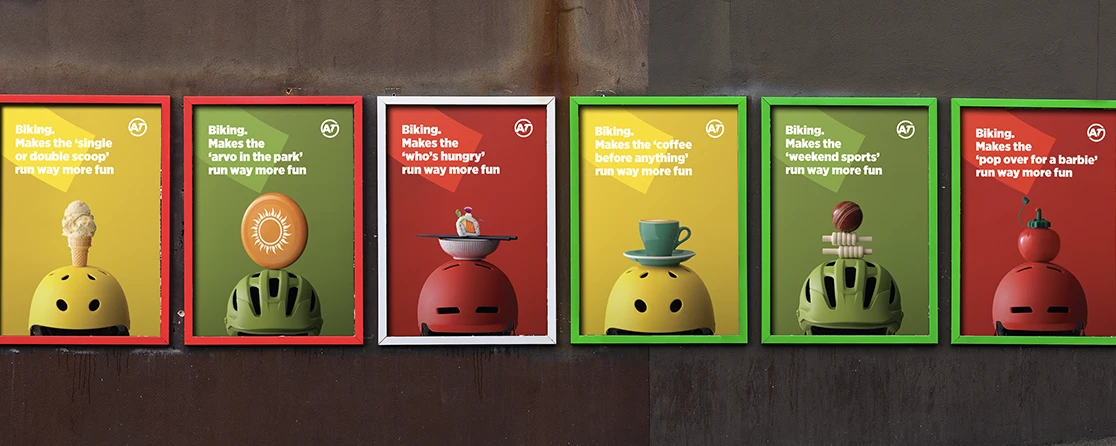 Biking.
Makes the 'single
or double scoop'
run way more fun
AT
Biking.
Makes the
'arvo in the park'
run way more fun
AT
Biking.
Makes the
'who's hungry'
run way more fun
AT
Biking.
Makes the 'coffee
before anything'
run way more fun
AT
Biking.
Makes the
'weekend sports'
run way more fun
AT
Biking.
Makes the
'pop over for a barbie'
run way more fun
AT